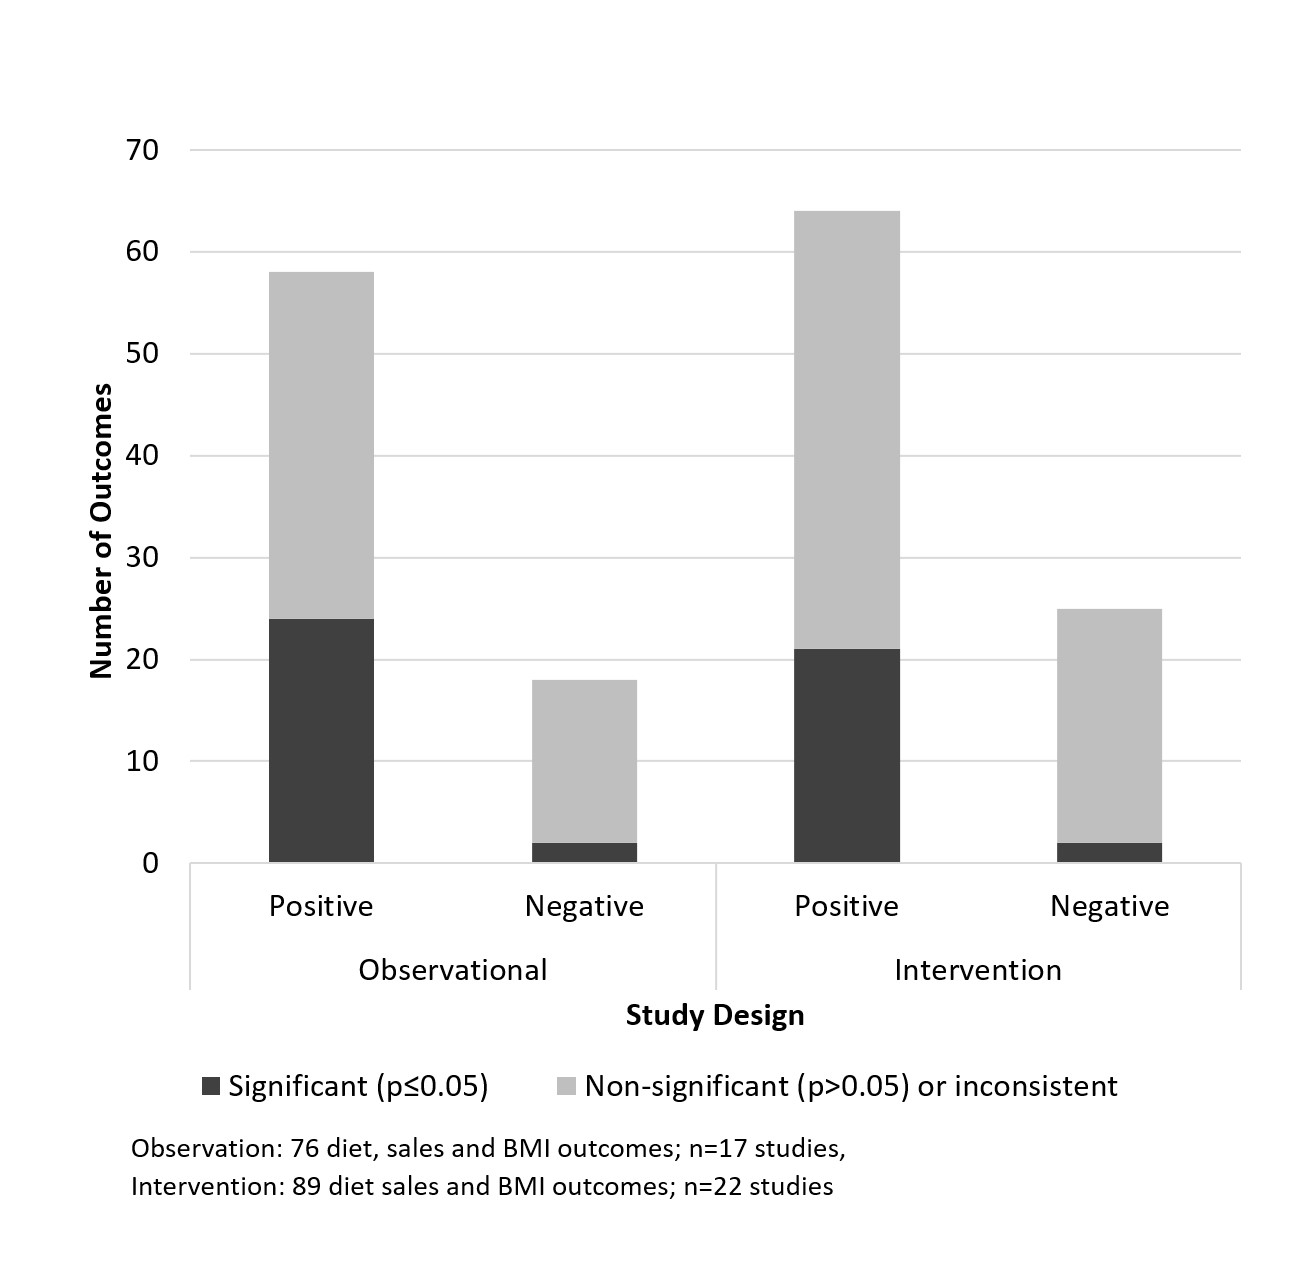 70
60
50
40
30
20
10
0
Number of Outcomes
Positive Negative Positive Negative
Observational Intervention
Study Design
Significant (p≤0.05) Non-significant (p>0.05) or inconsistent
Observation: 76 diet, sales and BMI outcomes; n=17 studies,
Intervention: 89 diet sales and BMI outcomes; n=22 studies